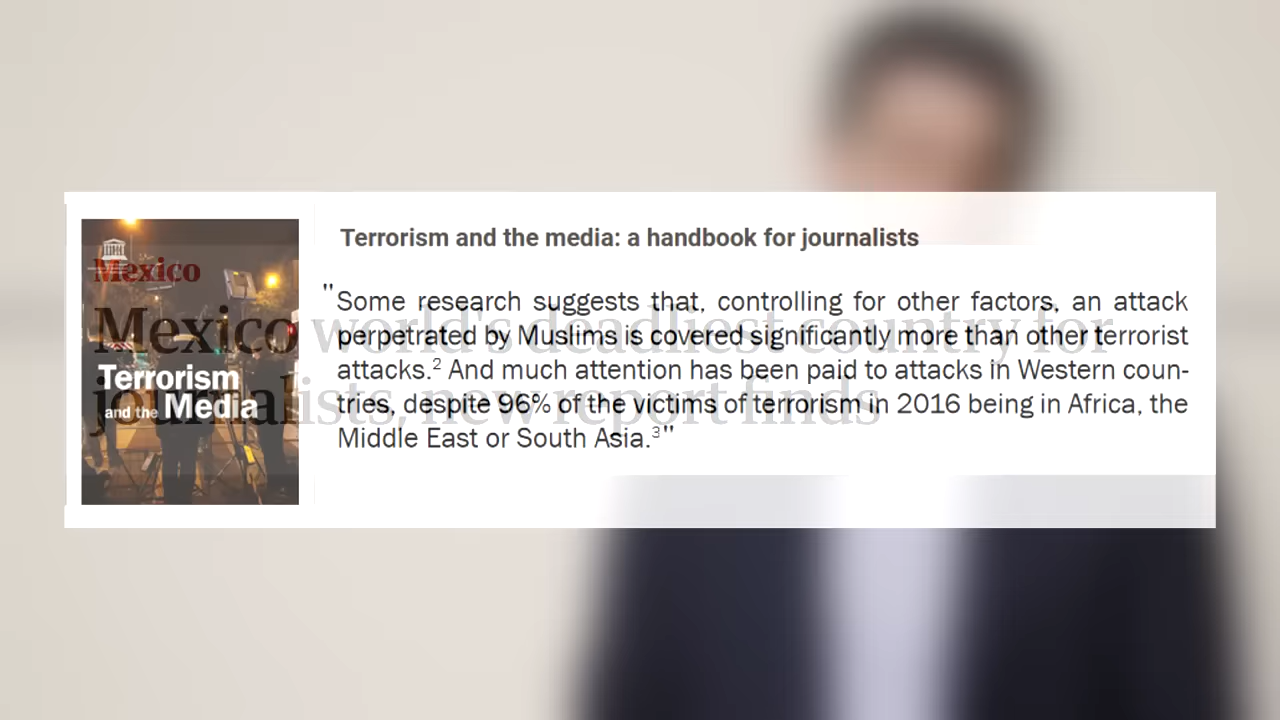 Terrorism and the media: a handbook for journalists
"Some research suggests that, controlling for other factors, an attack
perpetrated by Muslims is covered significantly more than other terrorist
attacks.² And much attention has been paid to attacks in Western coun-
tries, despite 96% of the victims of terrorism in 2016 being in Africa, the
Middle East or South Asia.³"
Terrorism
and the Media
Mexico
Mexico world's deadliest country for
journalists, new report finds